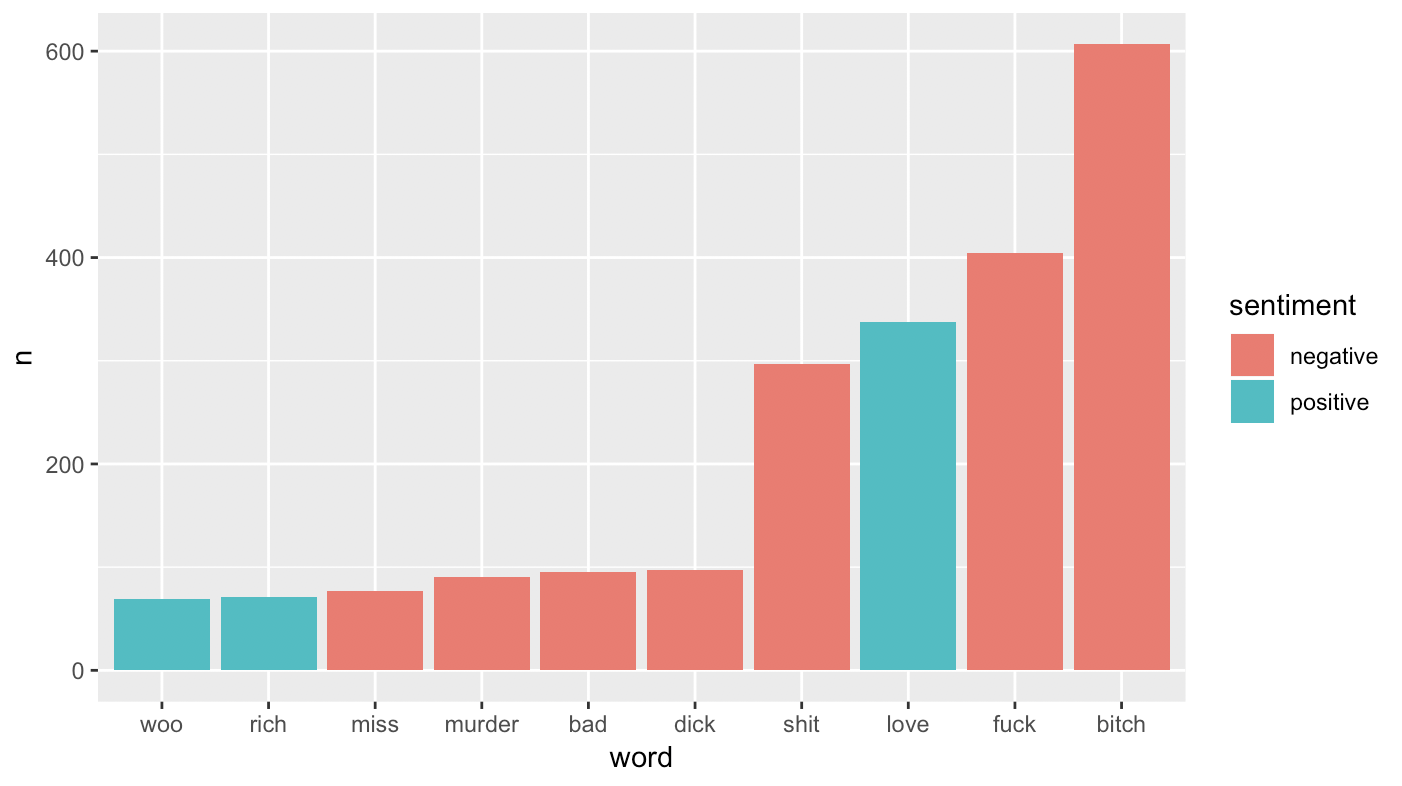 600
400
200
0
n
woo rich miss murder bad dick shit love fuck bitch
word
sentiment
negative
positive